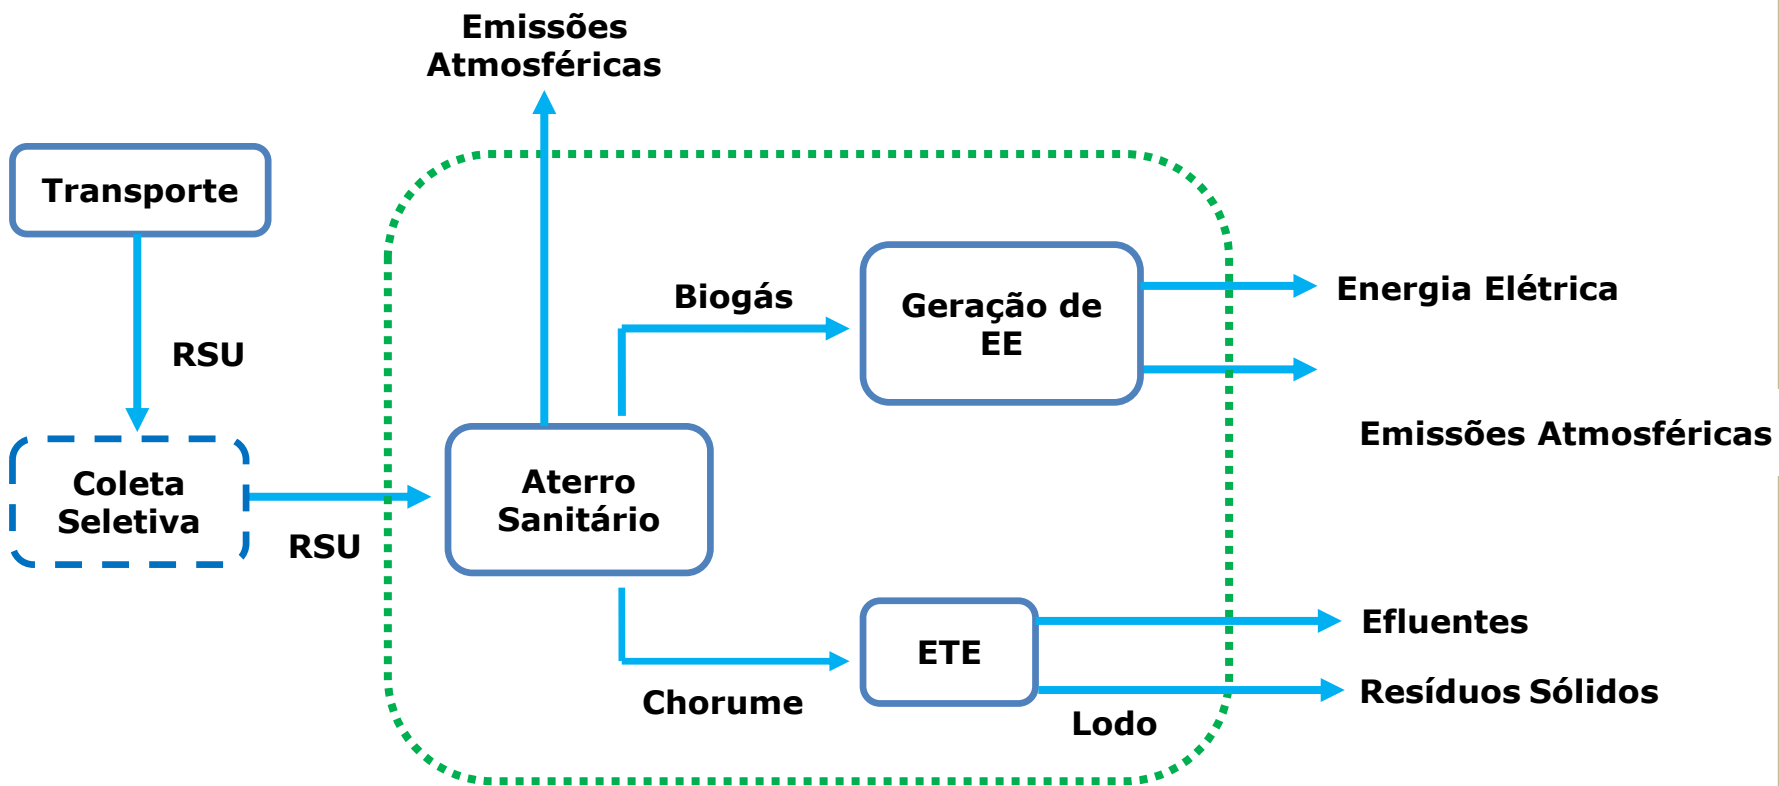 Emissões
Atmosféricas
Transporte
RSU
Coleta
Seletiva
RSU
Aterro
Sanitário
Biogás
Geração de
EE
Energia Elétrica
Emissões Atmosféricas
Chorume
ETE
Lodo
Efluentes
Resíduos Sólidos